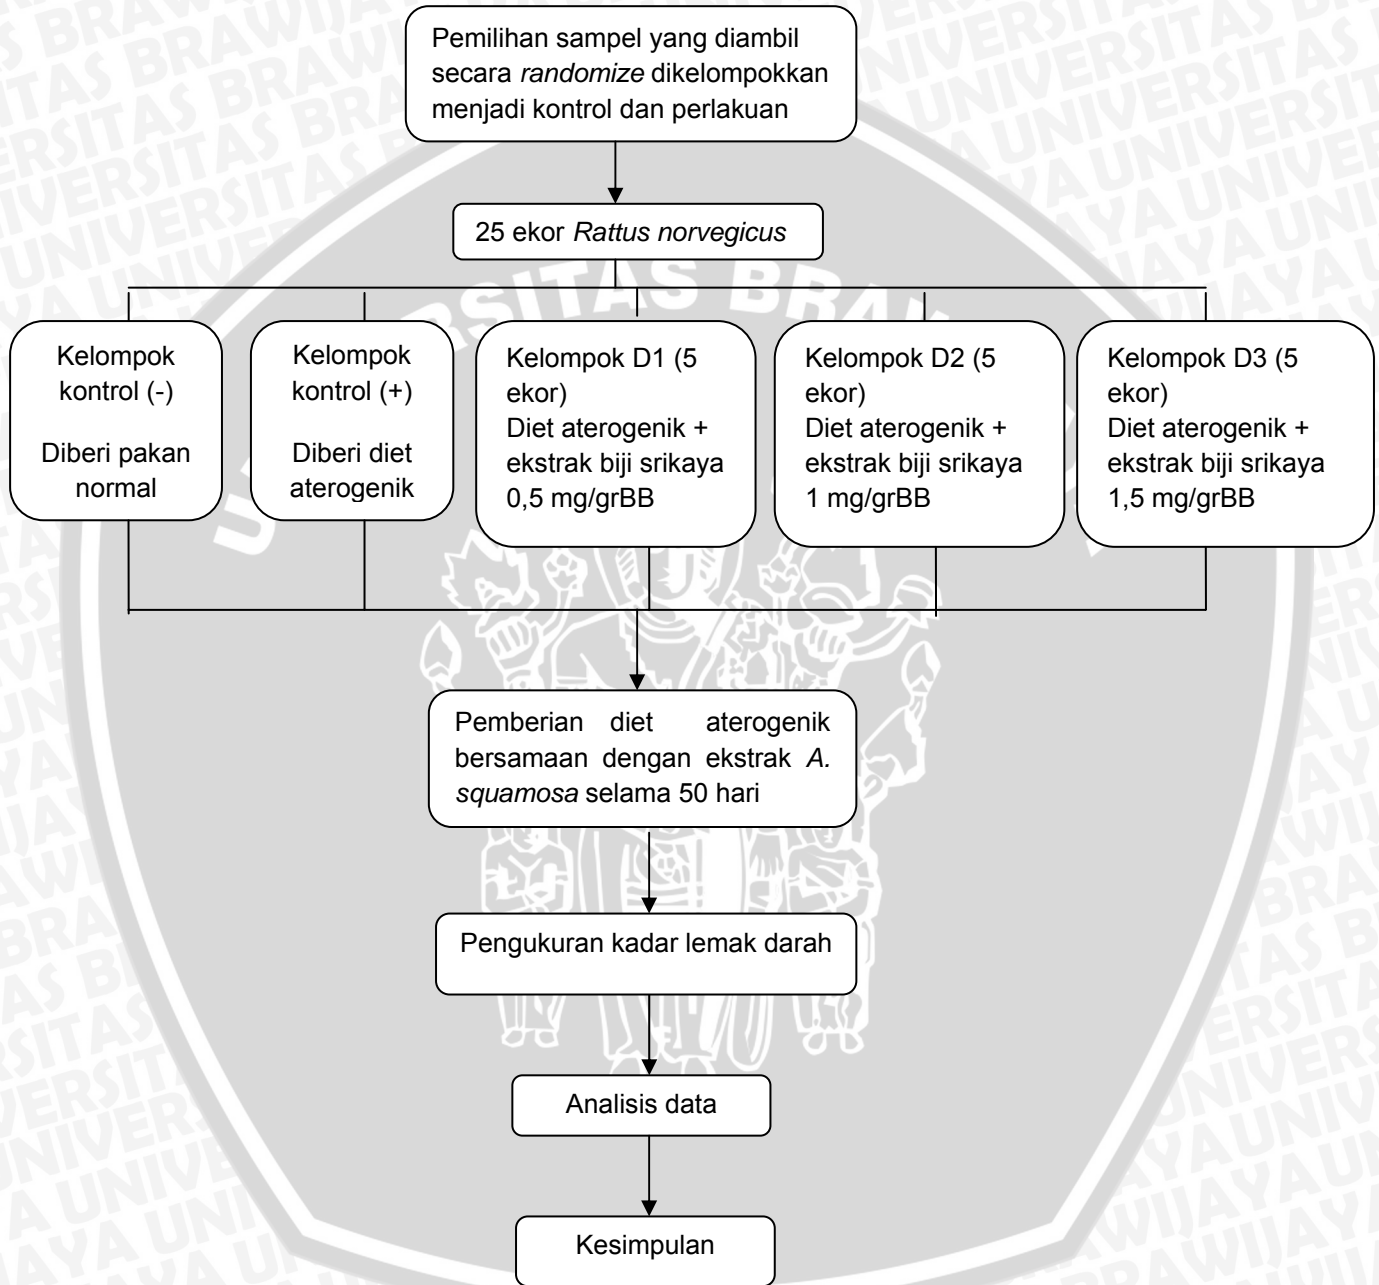 Pemilihan sampel yang diambil
secara randomize dikelompokkan
menjadi kontrol dan perlakuan
25 ekor Rattus norvegicus
Kelompok
kontrol (-)
Diberi pakan
normal
Kelompok
kontrol (+)
Diberi diet
aterogenik
Kelompok D1 (5
ekor)
Diet aterogenik +
ekstrak biji srikaya
0,5 mg/grBB
Kelompok D2 (5
ekor)
Diet aterogenik +
ekstrak biji srikaya
1 mg/grBB
Kelompok D3 (5
ekor)
Diet aterogenik +
ekstrak biji srikaya
1,5 mg/grBB
Pemberian diet aterogenik
bersamaan dengan ekstrak A.
squamosa selama 50 hari
Pengukuran kadar lemak darah
Analisis data
Kesimpulan